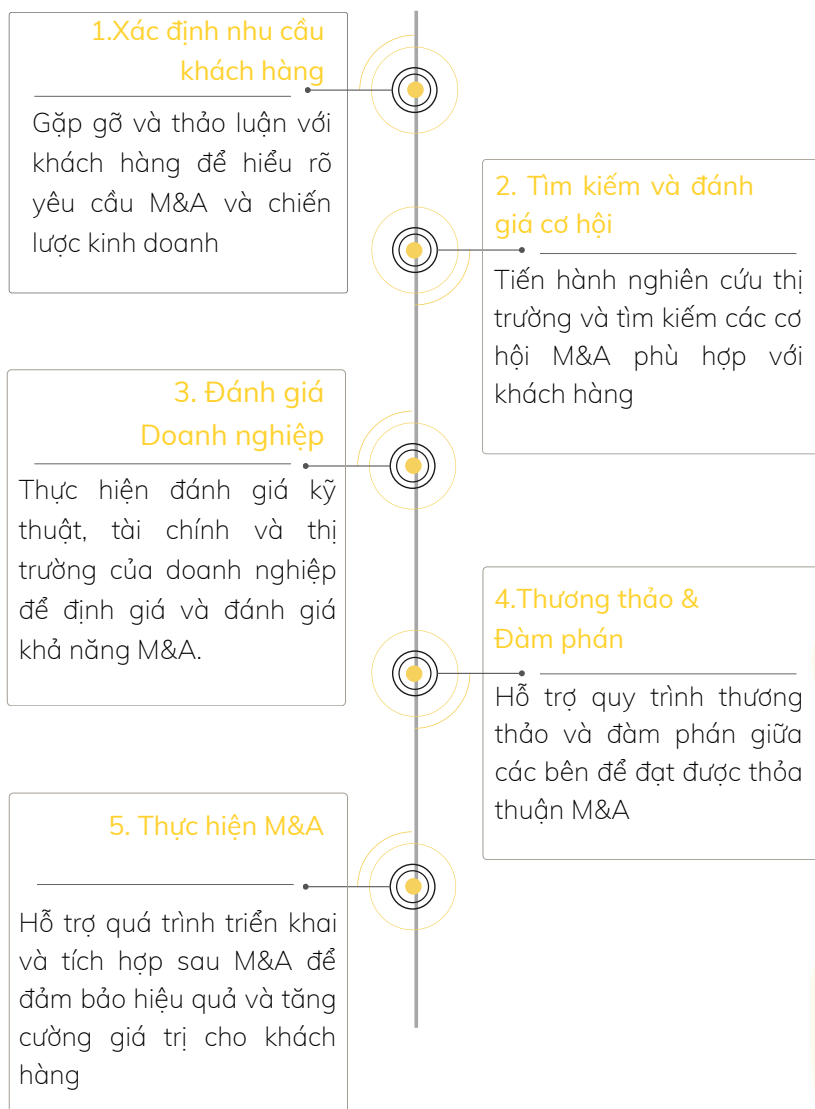 1.Xác định nhu cầu
khách hàng
Gặp gỡ và thảo luận với
khách hàng để hiểu rõ
yêu cầu M&A và chiến
lược kinh doanh
2. Tìm kiếm và đánh
giá cơ hội
Tiến hành nghiên cứu thị
trường và tìm kiếm các cơ
hội M&A phù hợp với
khách hàng
3. Đánh giá
Doanh nghiệp
Thực hiện đánh giá kỹ
thuật, tài chính và thị
trường của doanh nghiệp
để định giá và đánh giá
khả năng M&A.
4.Thương thảo &
Đàm phán
Hỗ trợ quy trình thương
thảo và đàm phán giữa
các bên để đạt được thỏa
thuận M&A
5. Thực hiện M&A
Hỗ trợ quá trình triển khai
và tích hợp sau M&A để
đảm bảo hiệu quả và tăng
cường giá trị cho khách
hàng